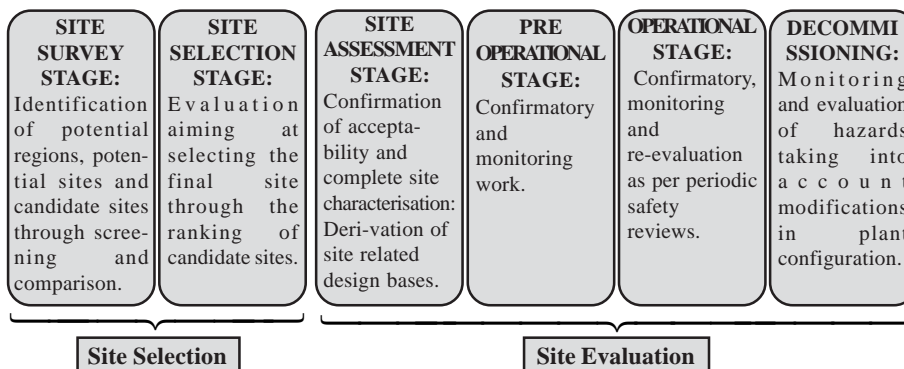 SITE
SURVEY
STAGE:
Identification
of potential
regions, poten-
tial sites and
candidate sites
through scree-
ning and
comparison.
SITE
SELECTION
STAGE:
Evaluation
aiming at
selecting the
final site
through the
ranking of
candidate sites.
SITE
ASSESSMENT
STAGE:
Confirmation
of accepta-
bility and
complete site
characterisation:
Deri-vation of
site related
design bases.
PRE
OPERATIONAL
STAGE:
Confirmatory
and
monitoring
work.
OPERATIONAL
STAGE:
Confirmatory,
monitoring
and
re-evaluation
as per periodic
safety
reviews.
DECOMMI
SSIONING:
Monitoring
and evaluation
of hazards
taking into
account
modifications
in plant
configuration.
Site Selection
Site Evaluation